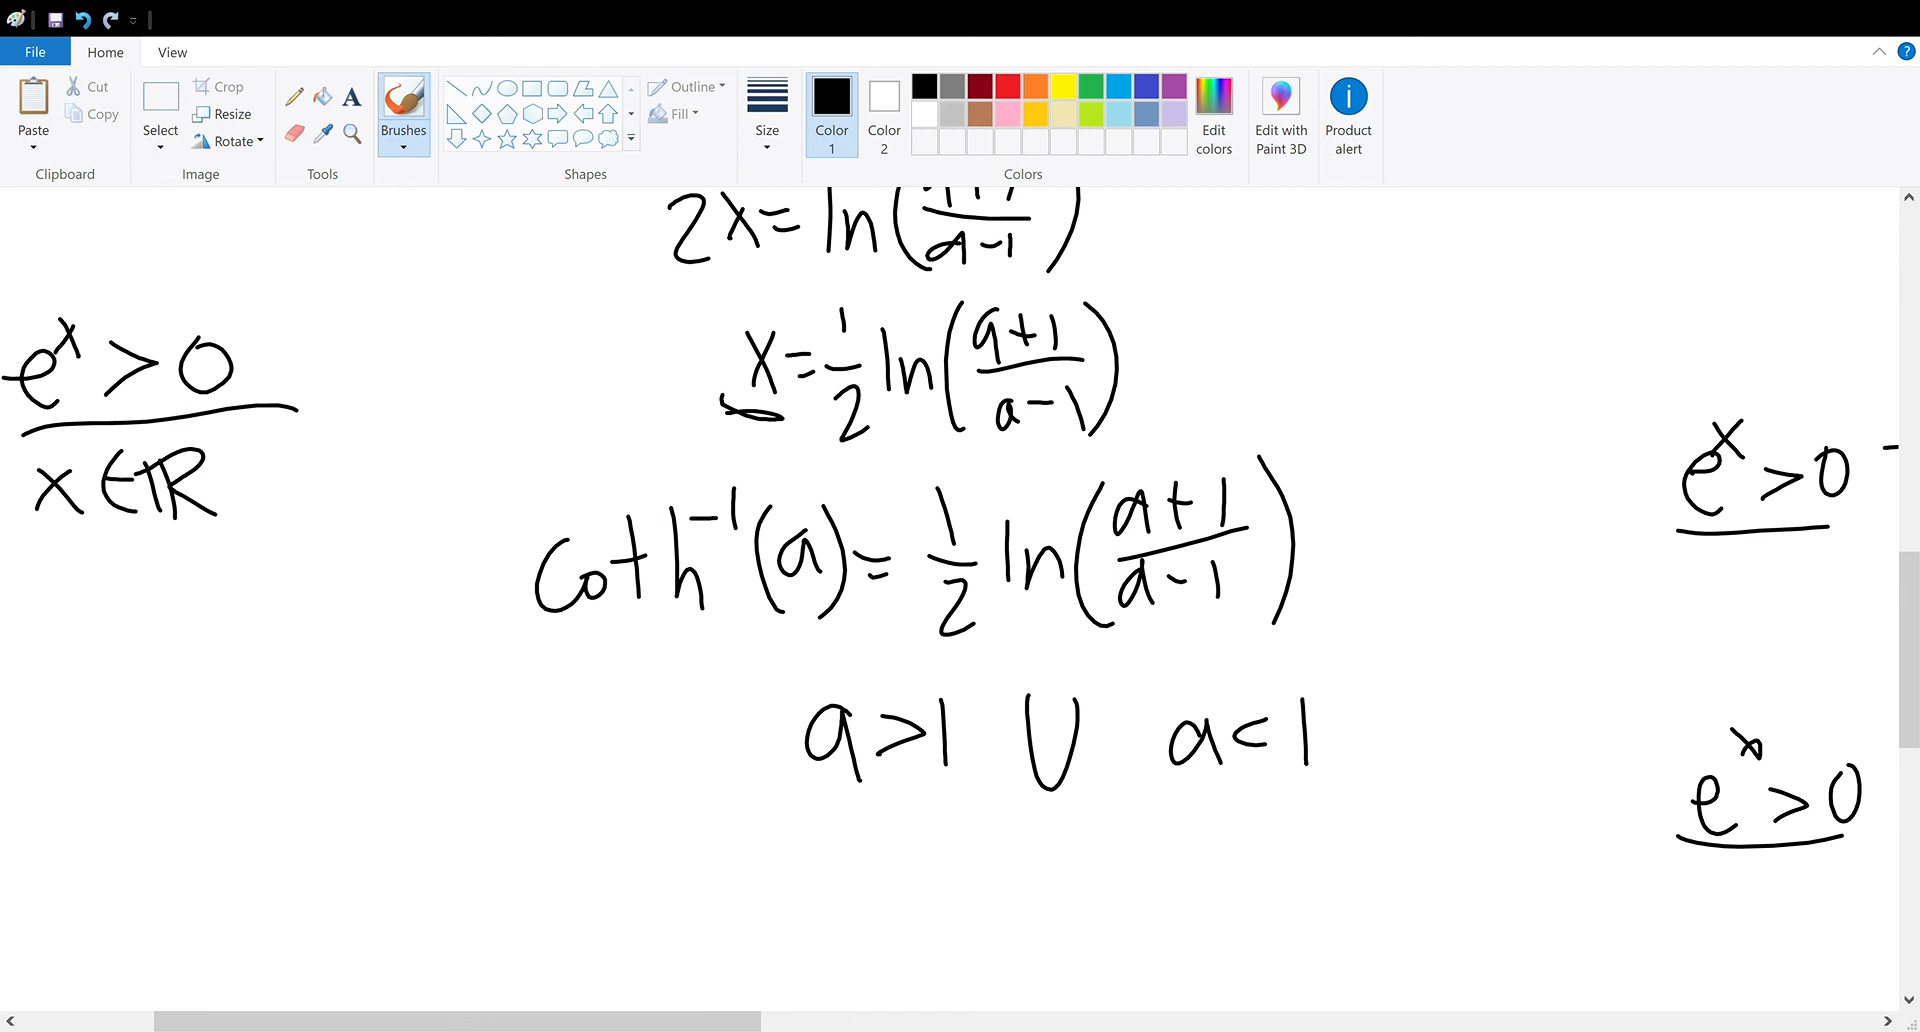 File Home View
Paste Cut Copy Clipboard
Select Crop Resize Rotate Image
A Tools
Brushes
Outline Fill Shapes
Size
Color 1 Color 2 Edit colors Colors
Edit with Paint 3D
Product alert
2x = ln(a+1/a-1)
x = 1/2 ln(a+1/a-1)
e^x > 0
x ∈ ℝ
coth^-1(a) = 1/2 ln(a+1/a-1)
a > 1 ∪ a < 1
e^x > 0 -
e^x > 0